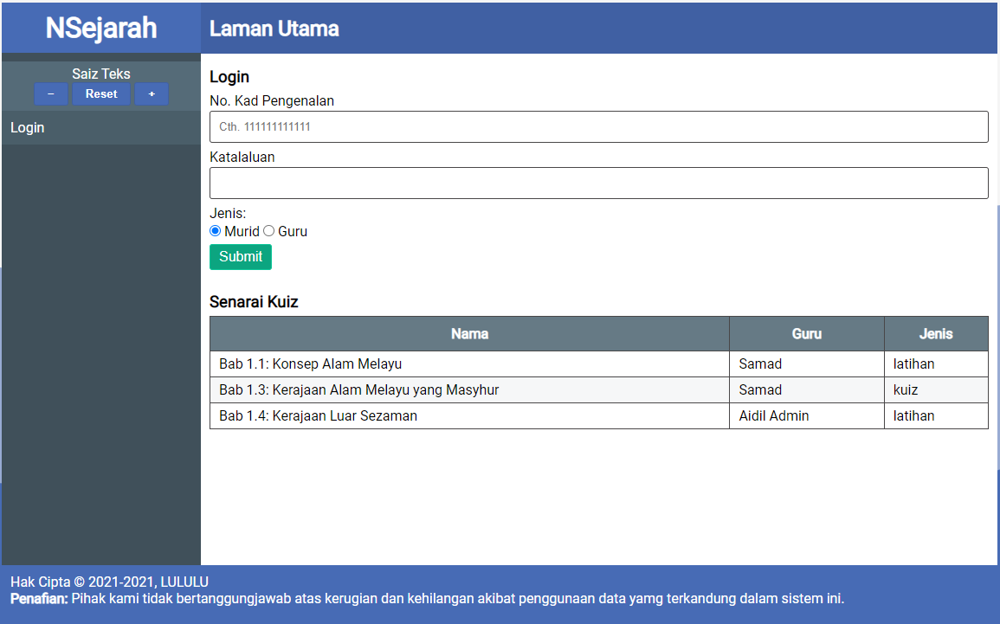 NSejarah
Laman Utama
Saiz Teks
− Reset +
Login
Login
No. Kad Pengenalan
Cth. 111111111111
Katalaluan
Jenis:
Murid Guru
Submit
Senarai Kuiz
Nama Guru Jenis
Bab 1.1: Konsep Alam Melayu Samad latihan
Bab 1.3: Kerajaan Alam Melayu yang Masyhur Samad kuiz
Bab 1.4: Kerajaan Luar Sezaman Aidil Admin latihan
Hak Cipta © 2021-2021, LULULU
Penafian: Pihak kami tidak bertanggungjawab atas kerugian dan kehilangan akibat penggunaan data yamg terkandung dalam sistem ini.